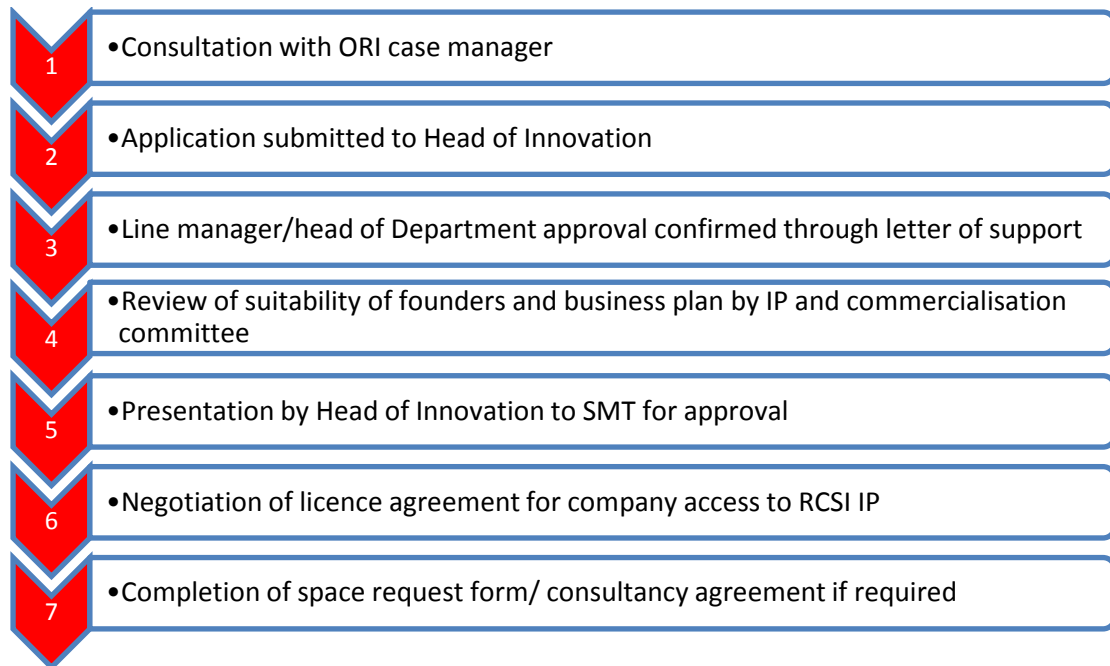 1
•Consultation with ORI case manager
2
•Application submitted to Head of Innovation
3
•Line manager/head of Department approval confirmed through letter of support
4
•Review of suitability of founders and business plan by IP and commercialisation
committee
5
•Presentation by Head of Innovation to SMT for approval
6
•Negotiation of licence agreement for company access to RCSI IP
7
•Completion of space request form/ consultancy agreement if required